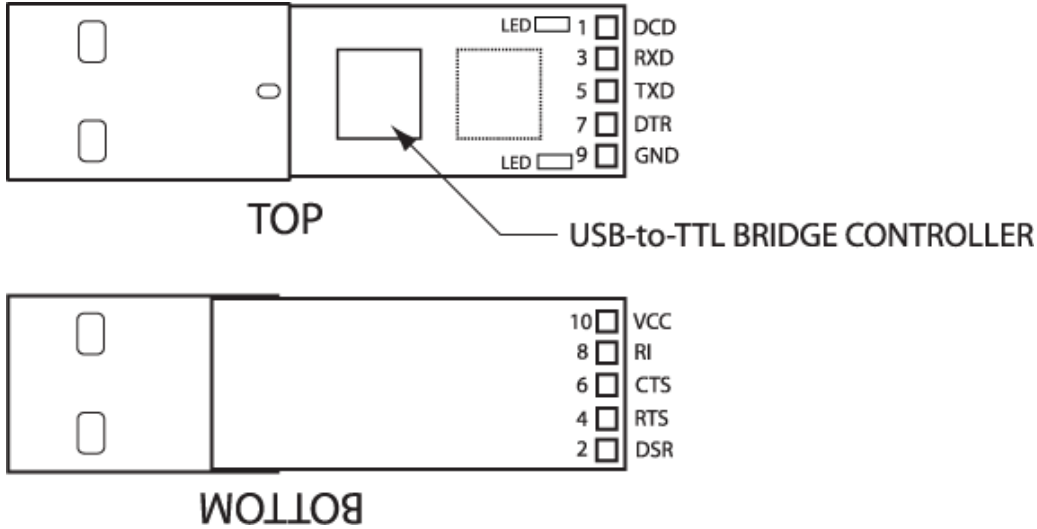 LED 1 DCD
3 RXD
5 TXD
7 DTR
LED 9 GND
TOP
USB-to-TTL BRIDGE CONTROLLER
10 VCC
8 RI
6 CTS
4 RTS
2 DSR
BOTTOM